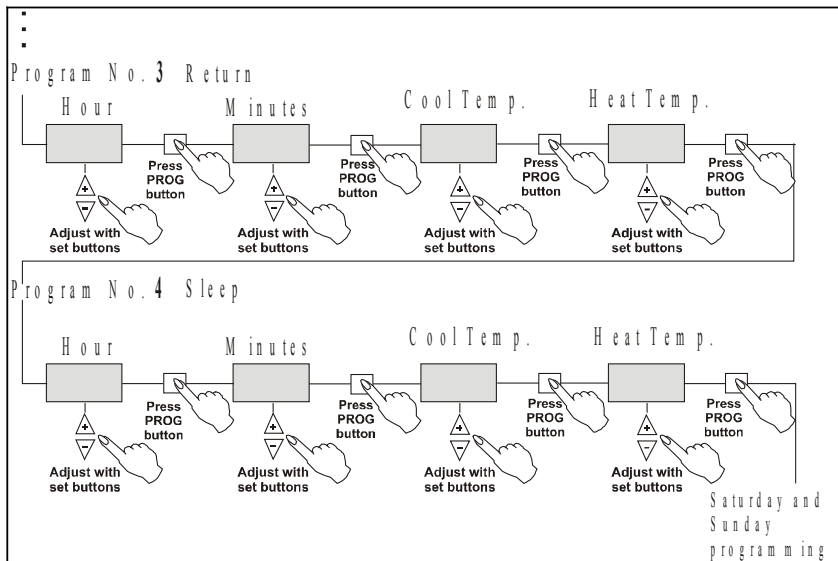 Program No. 3 Return
Hour Minutes Cool Temp. Heat Temp.
Press
PROG
button
Press
PROG
button
Press
PROG
button
Press
PROG
button
+ + + +
- - - -
Adjust with
set buttons
Adjust with
set buttons
Adjust with
set buttons
Adjust with
set buttons
Program No. 4 Sleep
Hour Minutes Cool Temp. Heat Temp.
Press
PROG
button
Press
PROG
button
Press
PROG
button
Press
PROG
button
+ + + +
- - - -
Adjust with
set buttons
Adjust with
set buttons
Adjust with
set buttons
Adjust with
set buttons
Saturday and
Sunday
programming